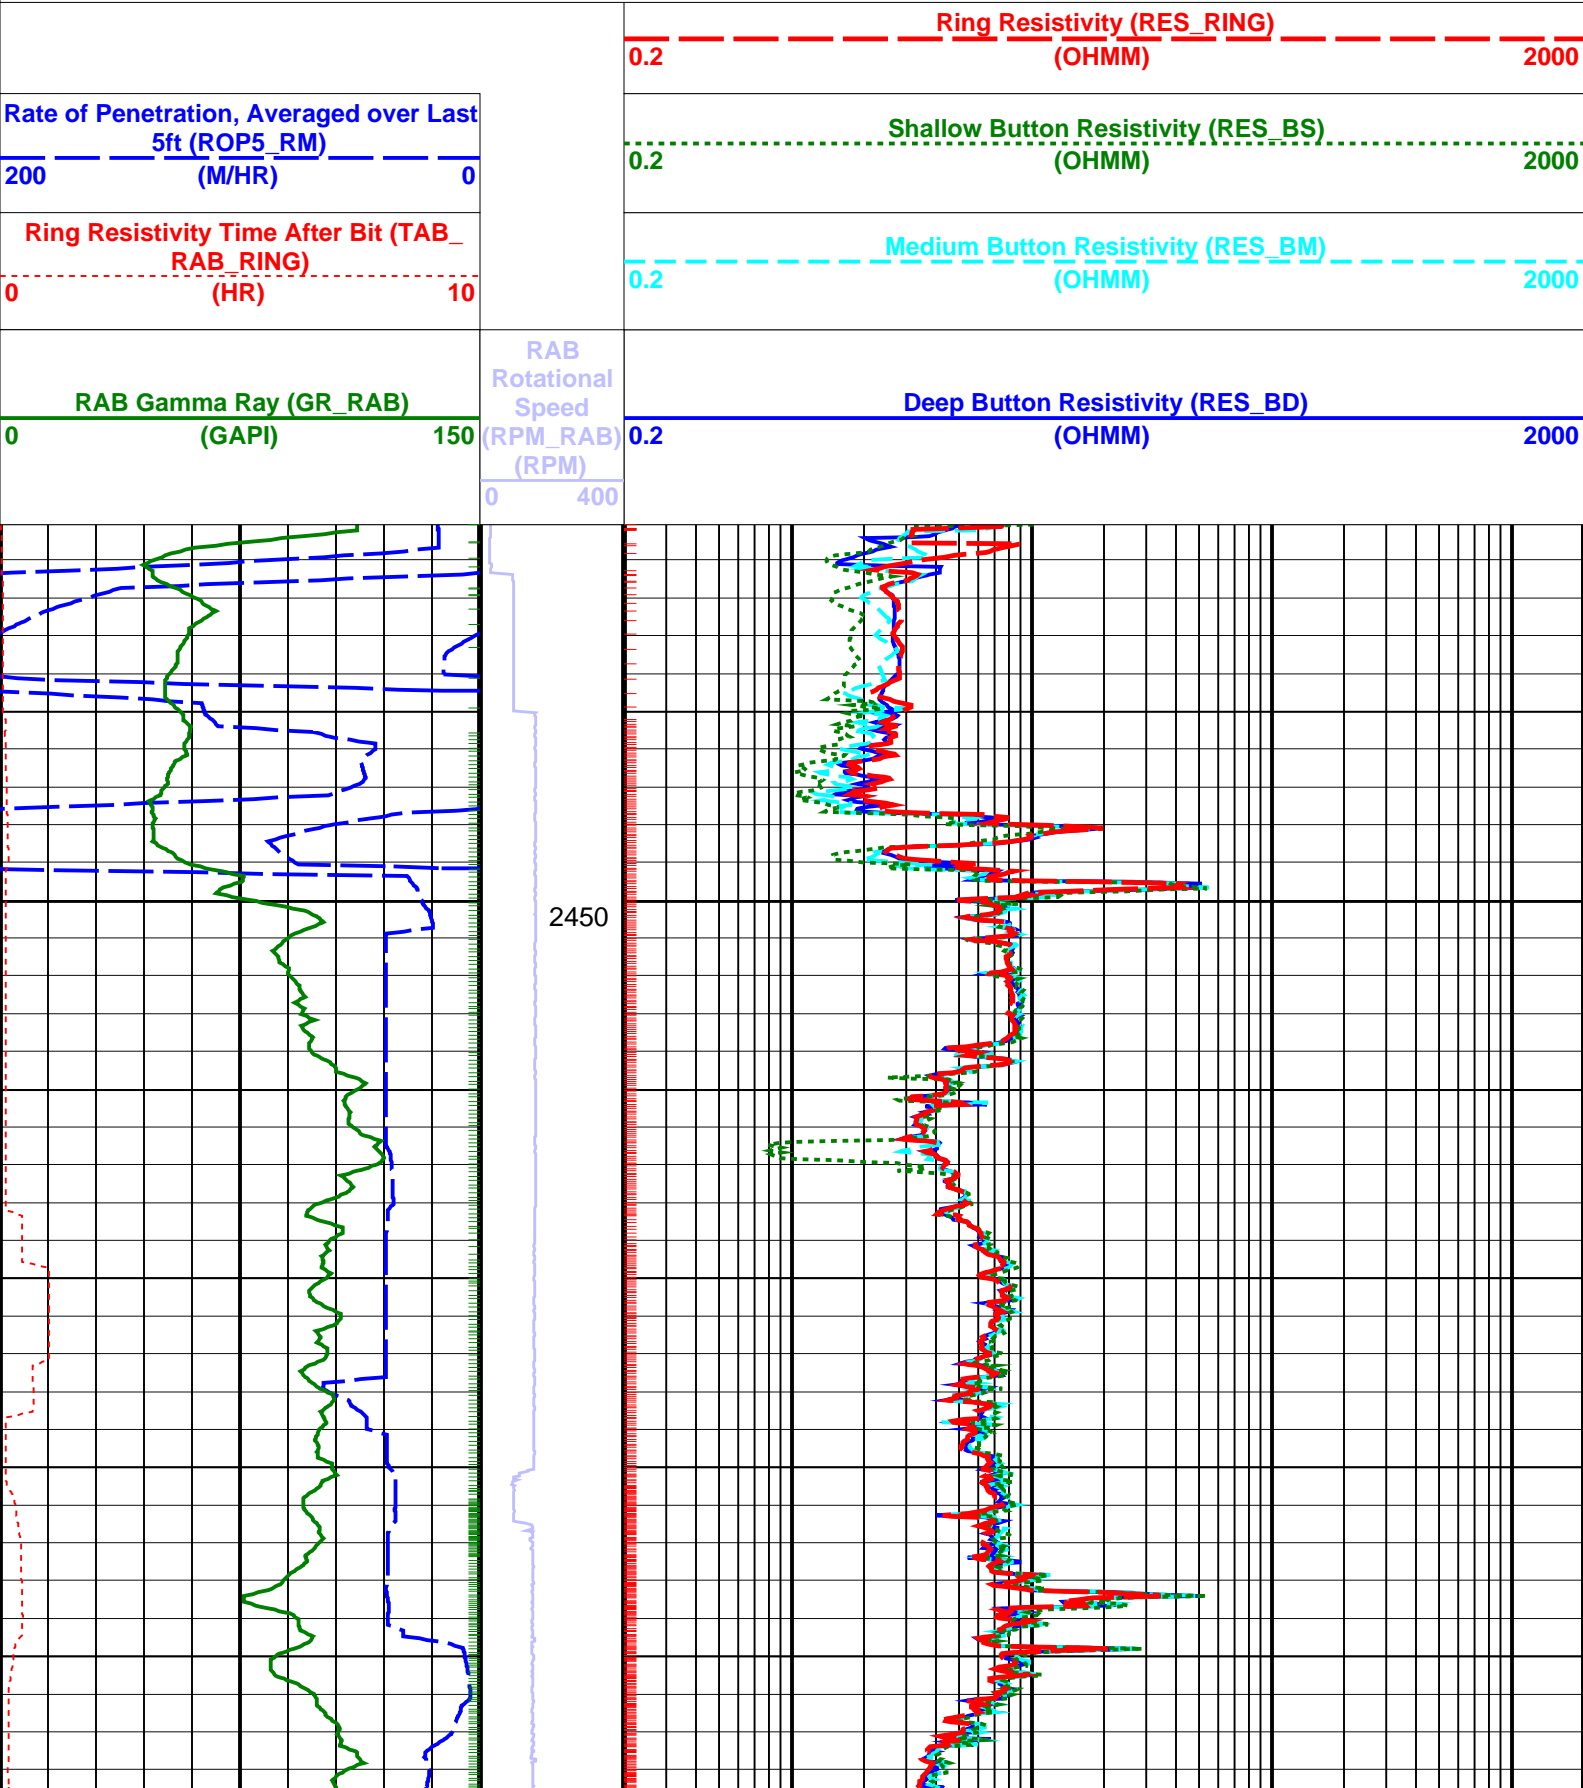 Ring Resistivity (RES_RING)
0.2 (OHMM) 2000
Rate of Penetration, Averaged over Last
5ft (ROP5_RM)
200 (M/HR) 0
Shallow Button Resistivity (RES_BS)
0.2 (OHMM) 2000
Ring Resistivity Time After Bit (TAB_
RAB_RING)
0 (HR) 10
Medium Button Resistivity (RES_BM)
0.2 (OHMM) 2000
RAB Gamma Ray (GR_RAB)
0 (GAPI) 150
RAB
Rotational
Speed
(RPM_RAB)
(RPM)
0 400
Deep Button Resistivity (RES_BD)
0.2 (OHMM) 2000
2450